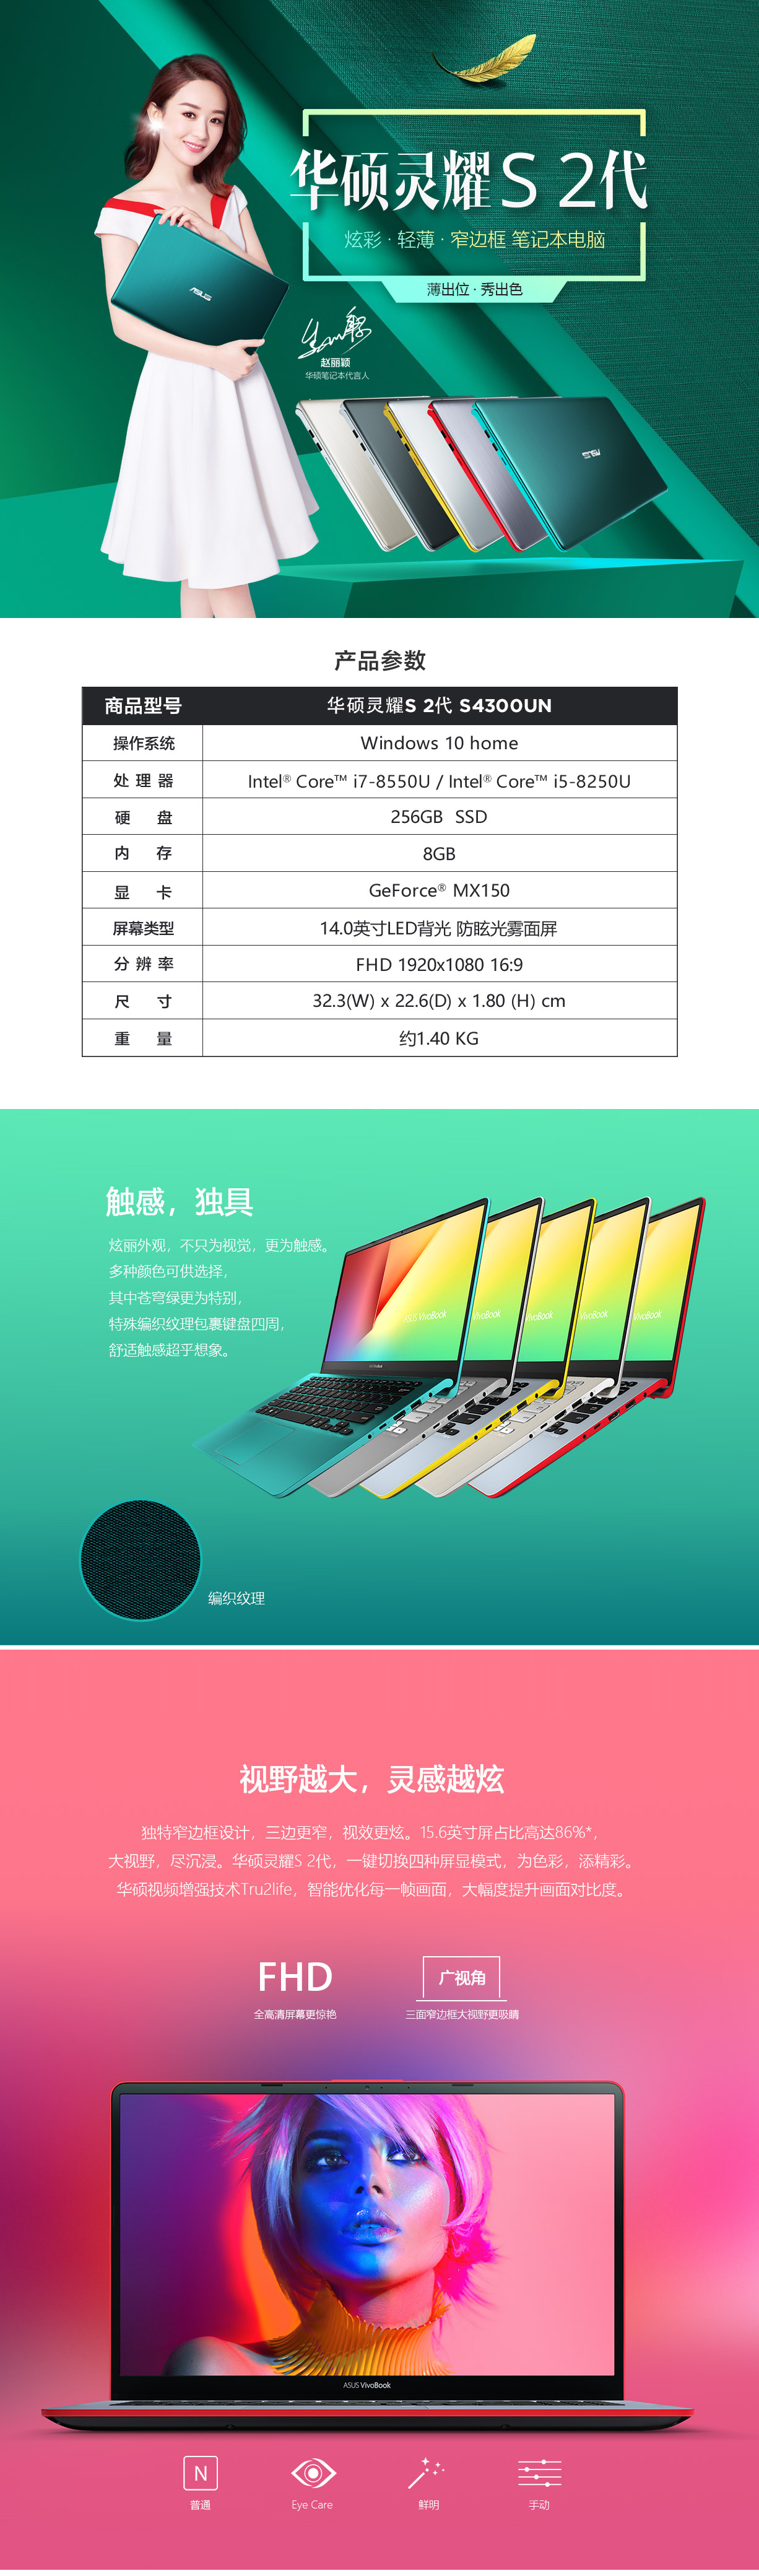 华硕灵耀S 2代
炫彩 · 轻薄 · 窄边框 笔记本电脑
薄出位 · 秀出色
ASUS
赵丽颖
华硕笔记本代言人
ASUS
产品参数
商品型号 华硕灵耀S 2代 S4300UN
操作系统 Windows 10 home
处理器 Intel® Core™ i7-8550U / Intel® Core™ i5-8250U
硬盘 256GB SSD
内存 8GB
显卡 GeForce® MX150
屏幕类型 14.0英寸LED背光 防眩光雾面屏
分辨率 FHD 1920x1080 16:9
尺寸 32.3(W) x 22.6(D) x 1.80 (H) cm
重量 约1.40 KG
触感，独具
炫丽外观，不只为视觉，更为触感。
多种颜色可供选择，
其中苍穹绿更为特别，
特殊编织纹理包裹键盘四周，
舒适触感超乎想象。
ASUS VivoBook VivoBook VivoBook VivoBook VivoBook
编织纹理
视野越大，灵感越炫
独特窄边框设计，三边更窄，视效更炫。15.6英寸屏占比高达86%*，
大视野，尽沉浸。华硕灵耀S 2代，一键切换四种屏显模式，为色彩，添精彩。
华硕视频增强技术Tru2life，智能优化每一帧画面，大幅度提升画面对比度。
FHD 广视角
全高清屏幕更惊艳 三面窄边框大视野更吸睛
ASUS VivoBook
N
普通 Eye Care 鲜明 手动